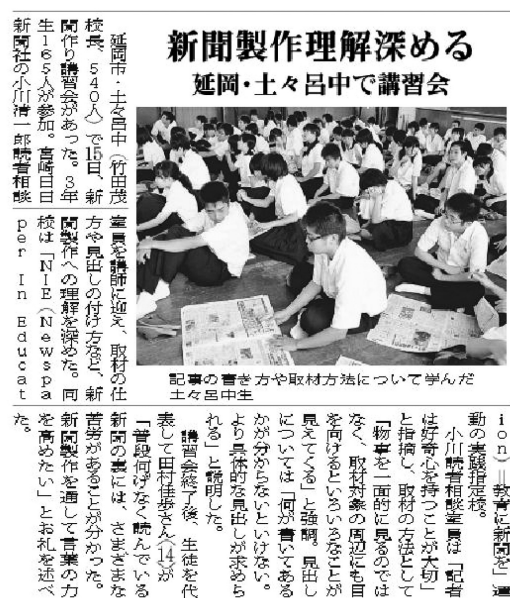 新聞製作理解深める
延岡・土々呂中で講習会
延岡市・土々呂中(竹田茂
校長、540人)で15日、新
聞作り講習会があった。3年
生165人が参加。宮崎日日
新聞社の小川清一郎読者相談
室員を講師に迎え、取材の仕
方や見出しの付け方など、新
聞製作への理解を深めた。同
校は「NIE(Newspa
per In Educat
記事の書き方や取材方法について学んだ
土々呂中生
ion)=教育に新聞を」運
動の実践指定校。
小川読者相談室員は「記者
は好奇心を持つことが大切」
と指摘し、取材の方法として
「物事を一面的に見るのでは
なく、取材対象の周辺にも目
を向けるといろいろなことが
見えてくる」と強調。見出し
については「何が書いてある
かが分からないといけない。
より具体的な見出しが求めら
れる」と説明した。
講習会終了後、生徒を代
表して田村佳歩さん(14)が
「普段何げなく読んでいる
新聞の裏には、さまざまな
苦労があることが分かった。
新聞製作を通して言葉の力
を高めたい」とお礼を述べ
た。